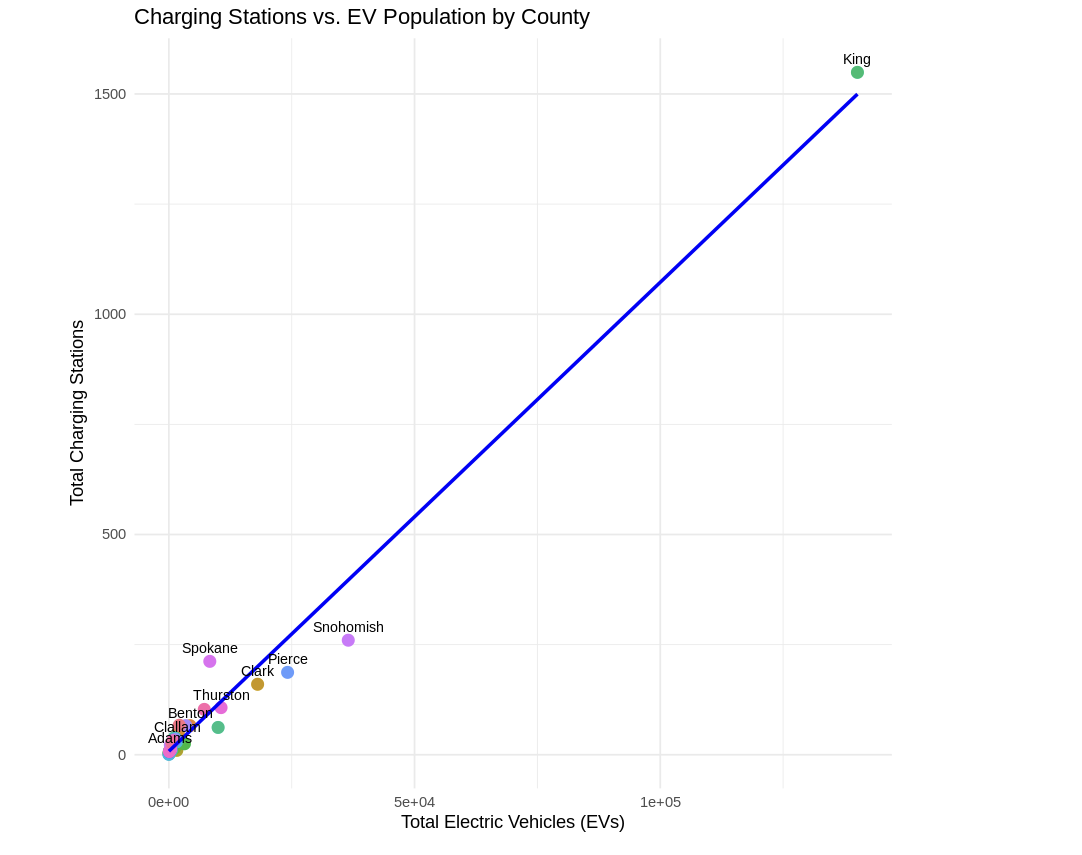 Charging Stations vs. EV Population by County
King
1500
1000
Total Charging Stations
500
Snohomish
Spokane
Pierce
Clark
Thurston
Benton
Clallam
Adams
0
0e+00
5e+04
1e+05
Total Electric Vehicles (EVs)